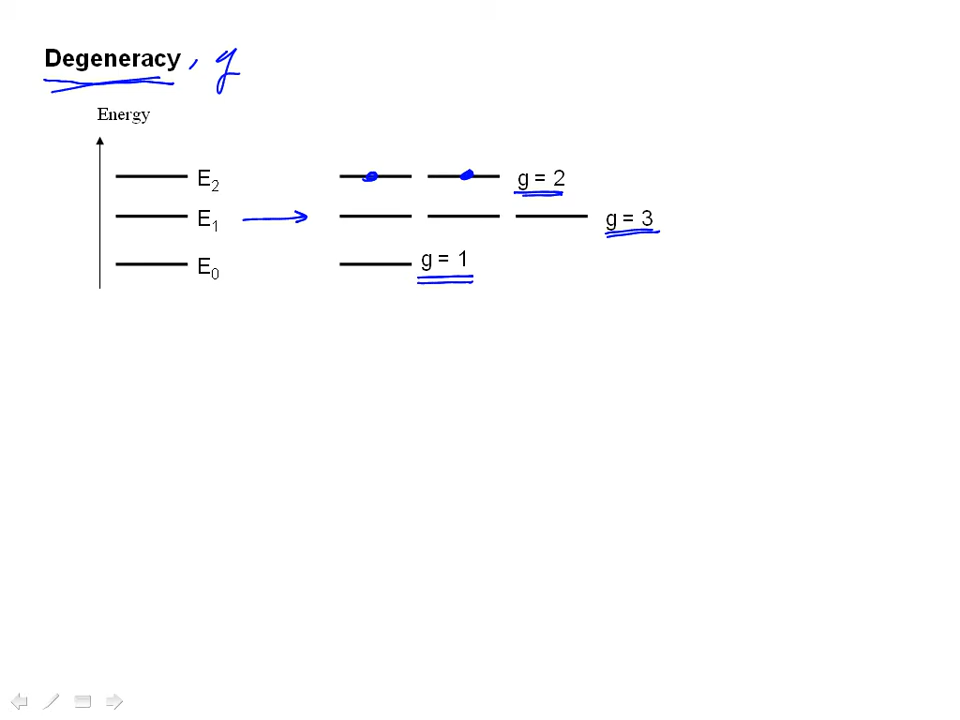 Degeneracy, g
Energy
E₂ g = 2
E₁ g = 3
E₀ g = 1